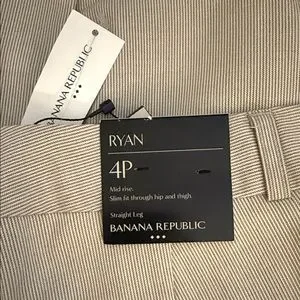 BANANA REPUBLIC
RYAN
4P
Mid rise.
Slim fit through hip and thigh.
Straight Leg
BANANA REPUBLIC